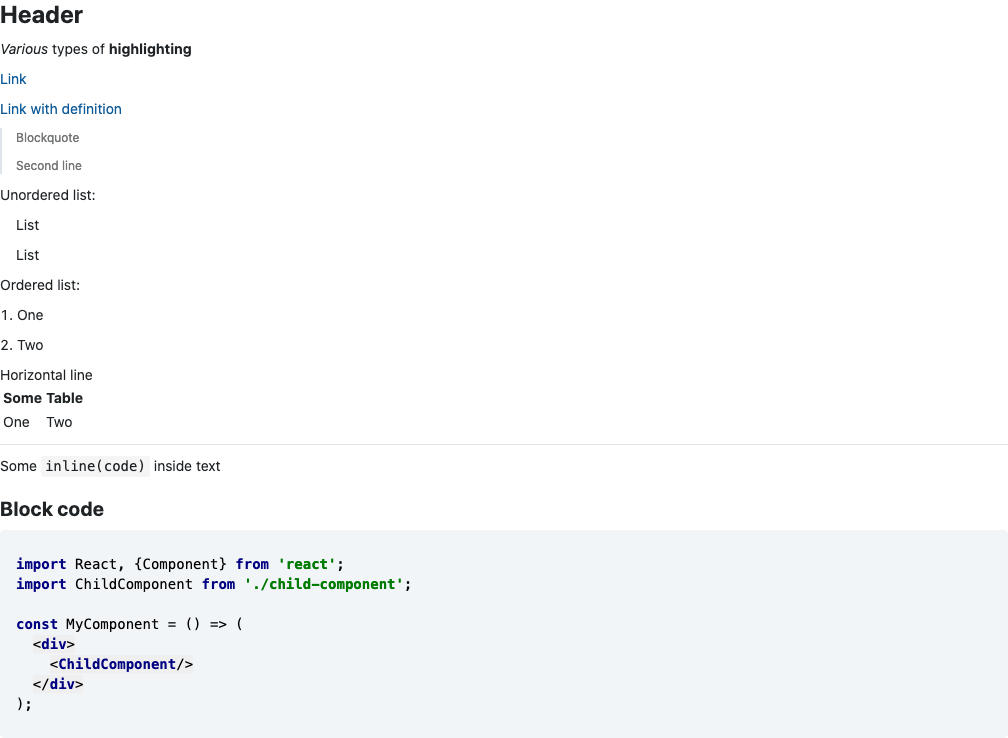 Header
Various types of highlighting
Link
Link with definition
Blockquote
Second line
Unordered list:
List
List
Ordered list:
1. One
2. Two
Horizontal line
Some Table
One Two
Some inline(code) inside text
Block code
import React, {Component} from 'react';
import ChildComponent from './child-component';
const MyComponent = () => (
<div>
<ChildComponent/>
</div>
);